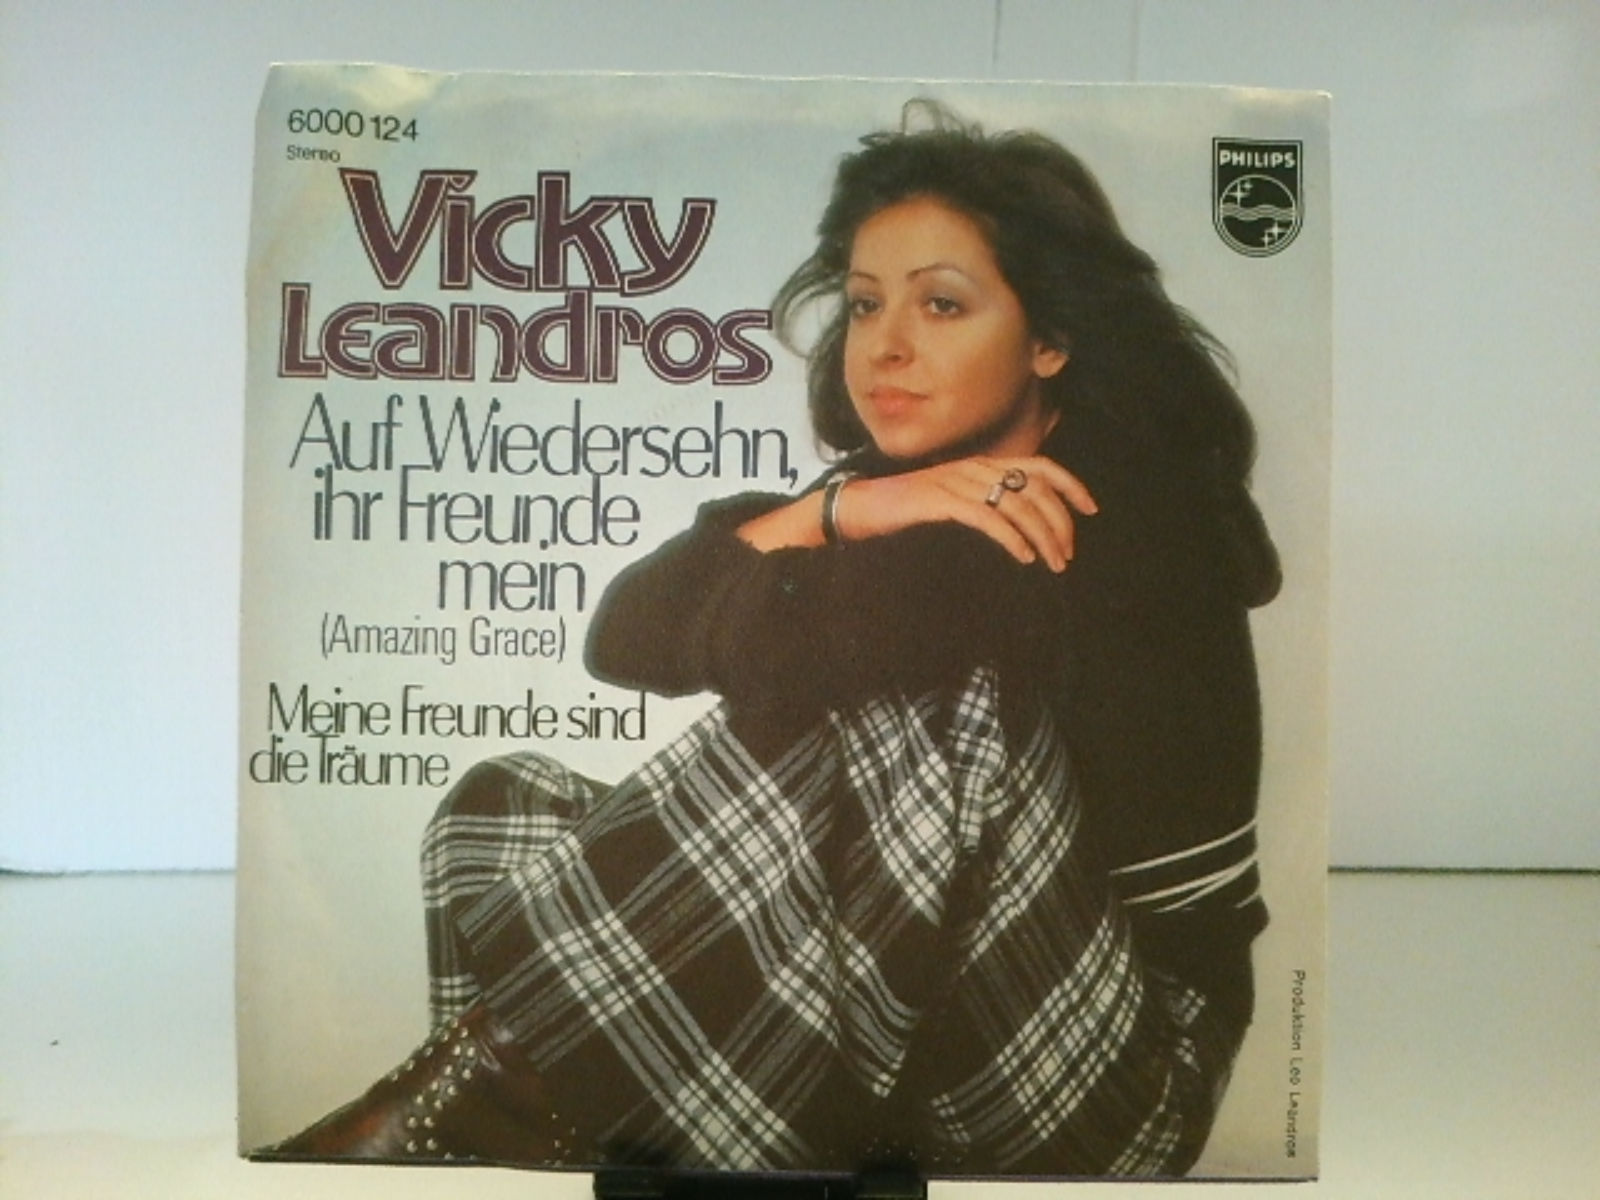 6000 124
Stereo
PHILIPS
Vicky
Leandros
Auf Wiedersehn,
ihr Freunde
mein
(Amazing Grace)
Meine Freunde sind
die Träume
Produktion Leo Leandros